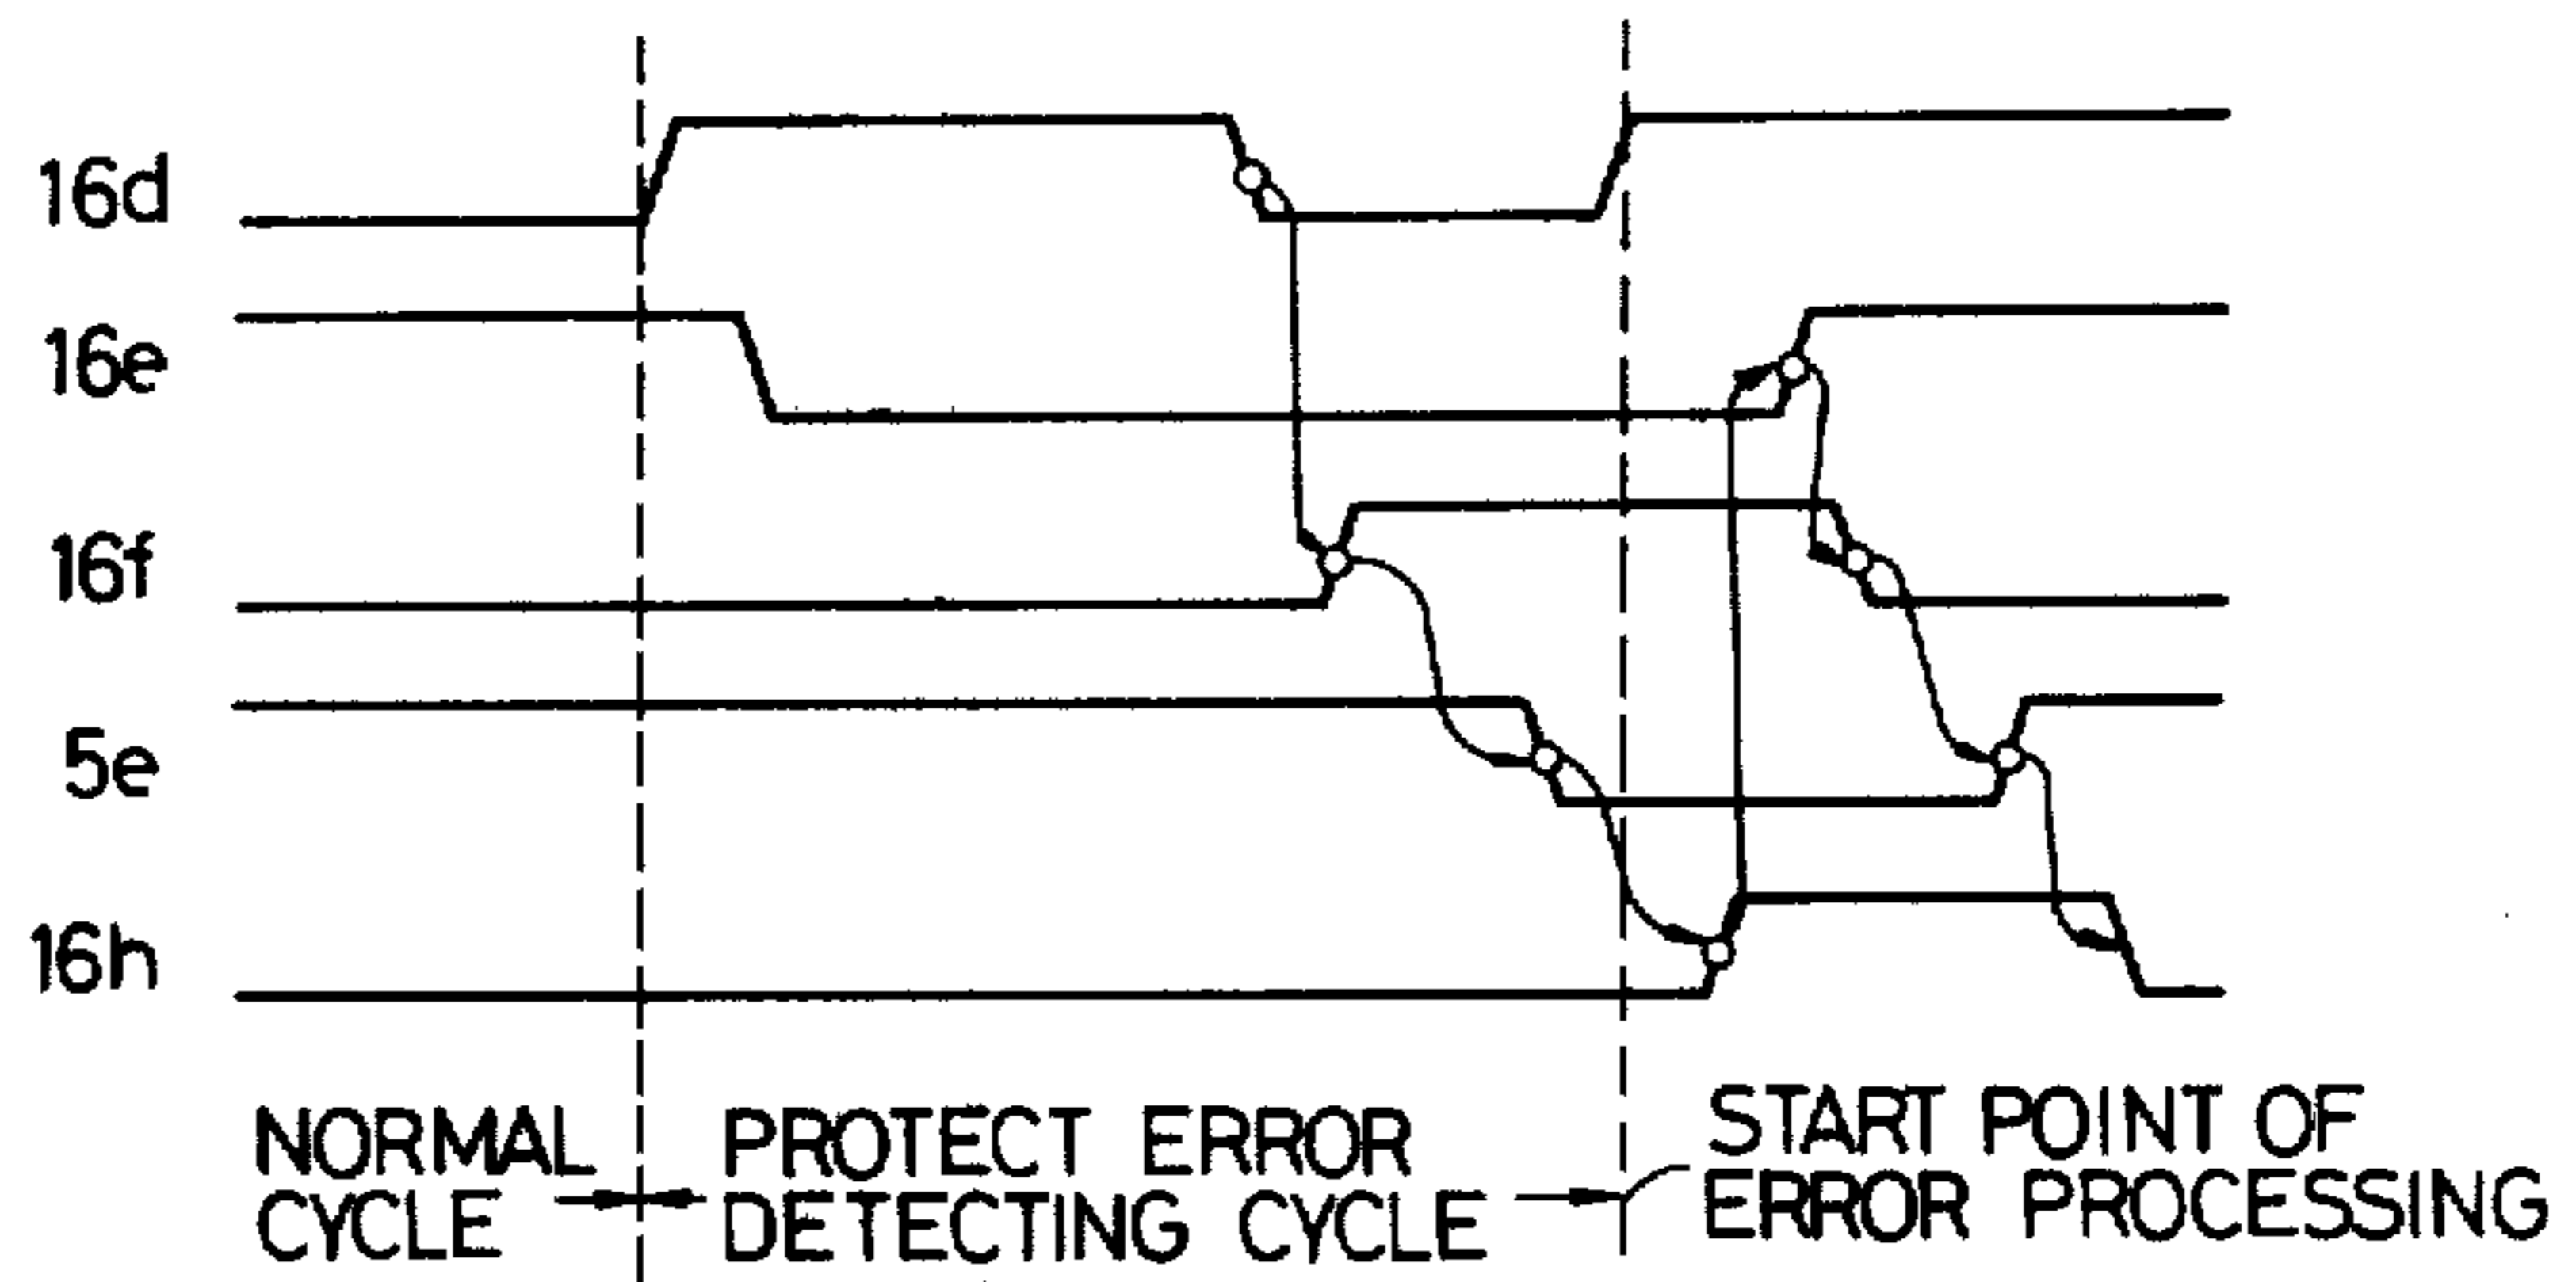 16d
16e
16f
5e
16h
NORMAL
CYCLE
PROTECT ERROR
DETECTING CYCLE
START POINT OF
ERROR PROCESSING